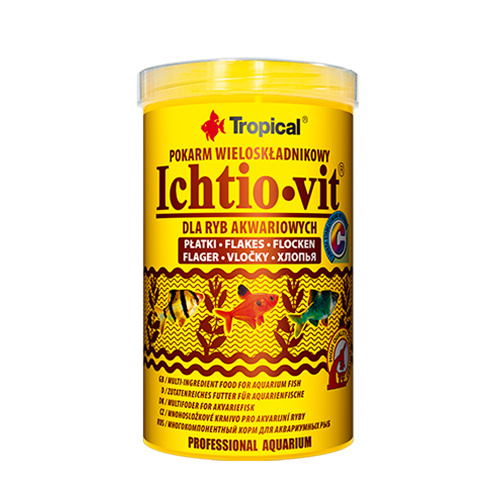 Tropical®
POKARM WIELOSKŁADNIKOWY
Ichtio•vit®
DLA RYB AKWARIOWYCH
PŁATKI • FLAKES • FLOCKEN
FLAGER • VLOČKY • ХЛОПЬЯ
C
GB / MULTI-INGREDIENT FOOD FOR AQUARIUM FISH
D / ZUTATENREICHES FUTTER FÜR AQUARIENFISCHE
DK / MULTIFODER FOR AKVARIEFISK
CZ / MNOHOSLOŽKOVÉ KRMIVO PRO AKVARIJNÍ RYBY
RUS / МНОГОКОМПОНЕНТНЫЙ КОРМ ДЛЯ АКВАРИУМНЫХ РЫБ
PROFESSIONAL AQUARIUM